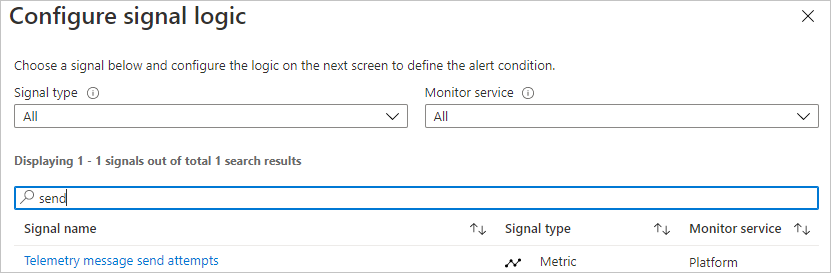 Configure signal logic
Choose a signal below and configure the logic on the next screen to define the alert condition.
Signal type Monitor service
All All
Displaying 1 - 1 signals out of total 1 search results
send
Signal name Signal type Monitor service
Telemetry message send attempts Metric Platform